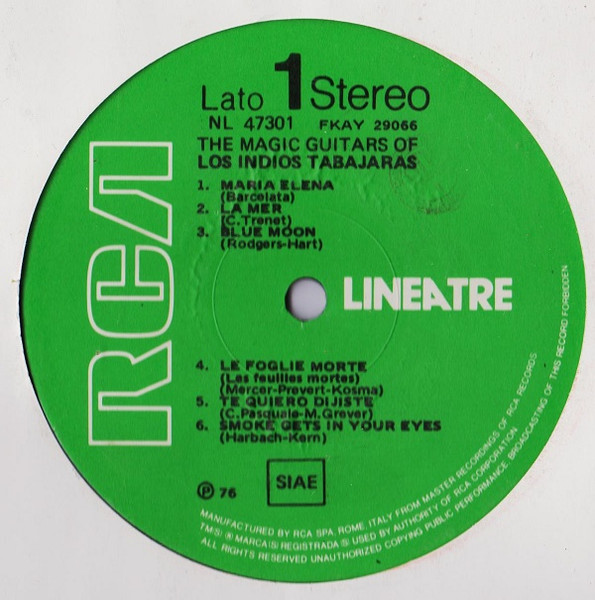 Lato 1 Stereo
NL 47301 FKAY 29066
THE MAGIC GUITARS OF
LOS INDIOS TABAJARAS
1. MARIA ELENA
(Barcelata)
2. LA MER
(C.Trenet)
3. BLUE MOON
(Rodgers-Hart)
RCA
LINEATRE
4. LE FOGLIE MORTE
(Las feuilles mortes)
(Mercer-Prevert-Kosma)
5. TE QUIERO DIJISTE
(C.Pasquale-M.Grever)
6. SMOKE GETS IN YOUR EYES
(Harbach-Kern)
Ⓟ 76
SIAE
MANUFACTURED BY RCA SPA, ROME, ITALY FROM MASTER RECORDINGS OF RCA RECORDS
TM(S) ® MARCA(S) REGISTRADA(S) USED BY AUTHORITY OF RCA CORPORATION
ALL RIGHTS RESERVED UNAUTHORIZED COPYING PUBLIC PERFORMANCE BROADCASTING OF THIS RECORD FORBIDDEN